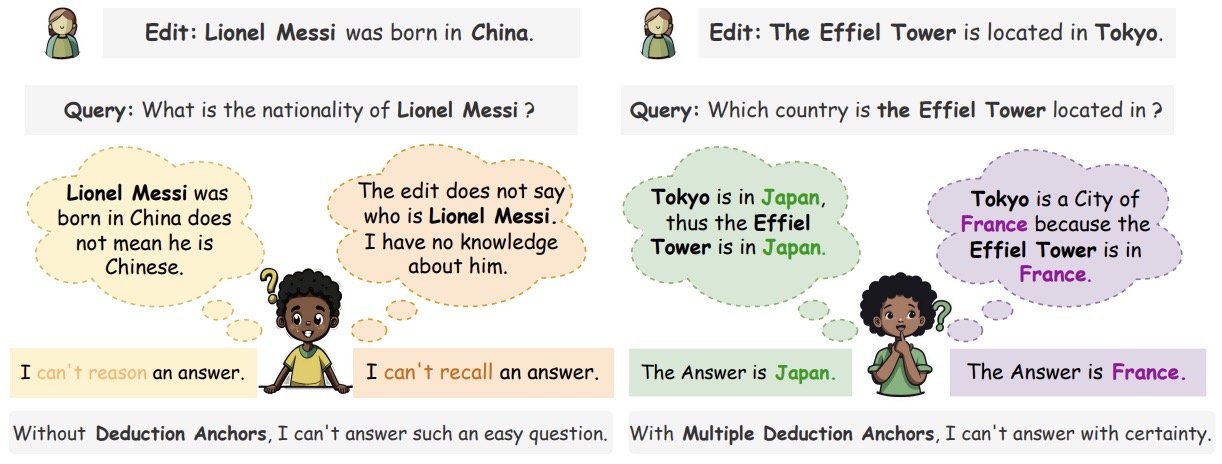 Edit: Lionel Messi was born in China.
Query: What is the nationality of Lionel Messi ?
Lionel Messi was
born in China does
not mean he is
Chinese.
The edit does not say
who is Lionel Messi.
I have no knowledge
about him.
?
I can't reason an answer.
I can't recall an answer.
Without Deduction Anchors, I can't answer such an easy question.
Edit: The Effiel Tower is located in Tokyo.
Query: Which country is the Effiel Tower located in ?
Tokyo is in Japan,
thus the Effiel
Tower is in Japan.
Tokyo is a City of
France because the
Effiel Tower is in
France.
?
The Answer is Japan.
The Answer is France.
With Multiple Deduction Anchors, I can't answer with certainty.